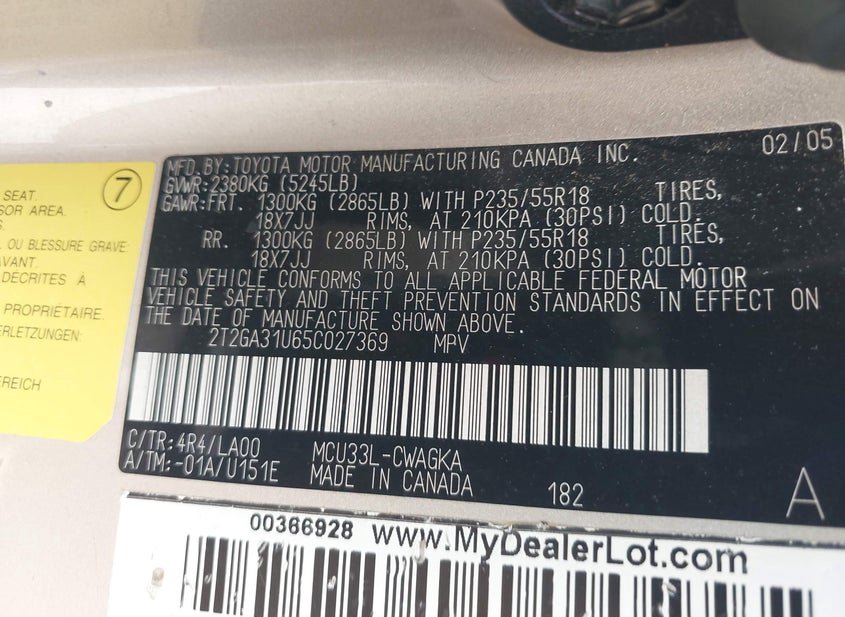 7
SEAT.
SOR AREA.
OU BLESSURE GRAVE:
AVANT.
DÉCRITES À
PROPRIÉTAIRE.
ERLETZUNGEN:
BEREICH
MFD. BY: TOYOTA MOTOR MANUFACTURING CANADA INC. 02/05
GVWR: 2380KG (5245LB)
GAWR: FRT. 1300KG (2865LB) WITH P235/55R18 TIRES,
18X7JJ RIMS, AT 210KPA (30PSI) COLD.
RR. 1300KG (2865LB) WITH P235/55R18 TIRES,
18X7JJ RIMS, AT 210KPA (30PSI) COLD.
THIS VEHICLE CONFORMS TO ALL APPLICABLE FEDERAL MOTOR
VEHICLE SAFETY AND THEFT PREVENTION STANDARDS IN EFFECT ON
THE DATE OF MANUFACTURE SHOWN ABOVE.
2T2GA31U65C027369 MPV
C/TR: 4R4/LA00 MCU33L-CWAGKA
A/TM: -01A/U151E MADE IN CANADA 182 A
00366928 www.MyDealerLot.com